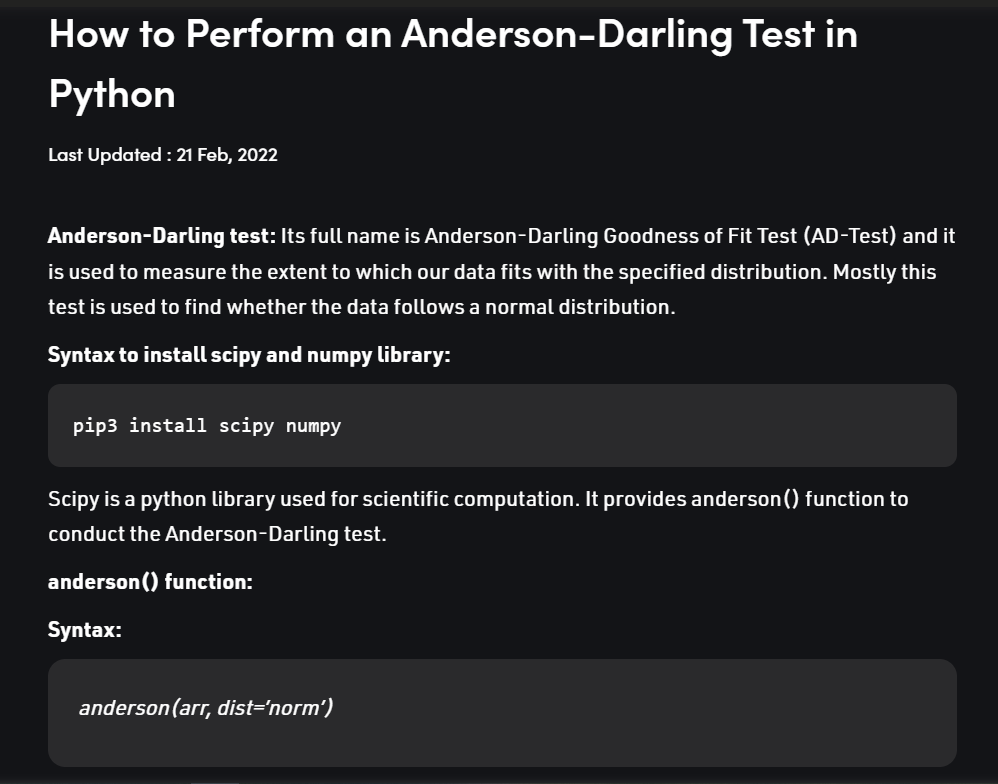 How to Perform an Anderson-Darling Test in
Python
Last Updated : 21 Feb, 2022
Anderson-Darling test: Its full name is Anderson-Darling Goodness of Fit Test (AD-Test) and it
is used to measure the extent to which our data fits with the specified distribution. Mostly this
test is used to find whether the data follows a normal distribution.
Syntax to install scipy and numpy library:
pip3 install scipy numpy
Scipy is a python library used for scientific computation. It provides anderson() function to
conduct the Anderson-Darling test.
anderson() function:
Syntax:
anderson(arr, dist=’norm’)